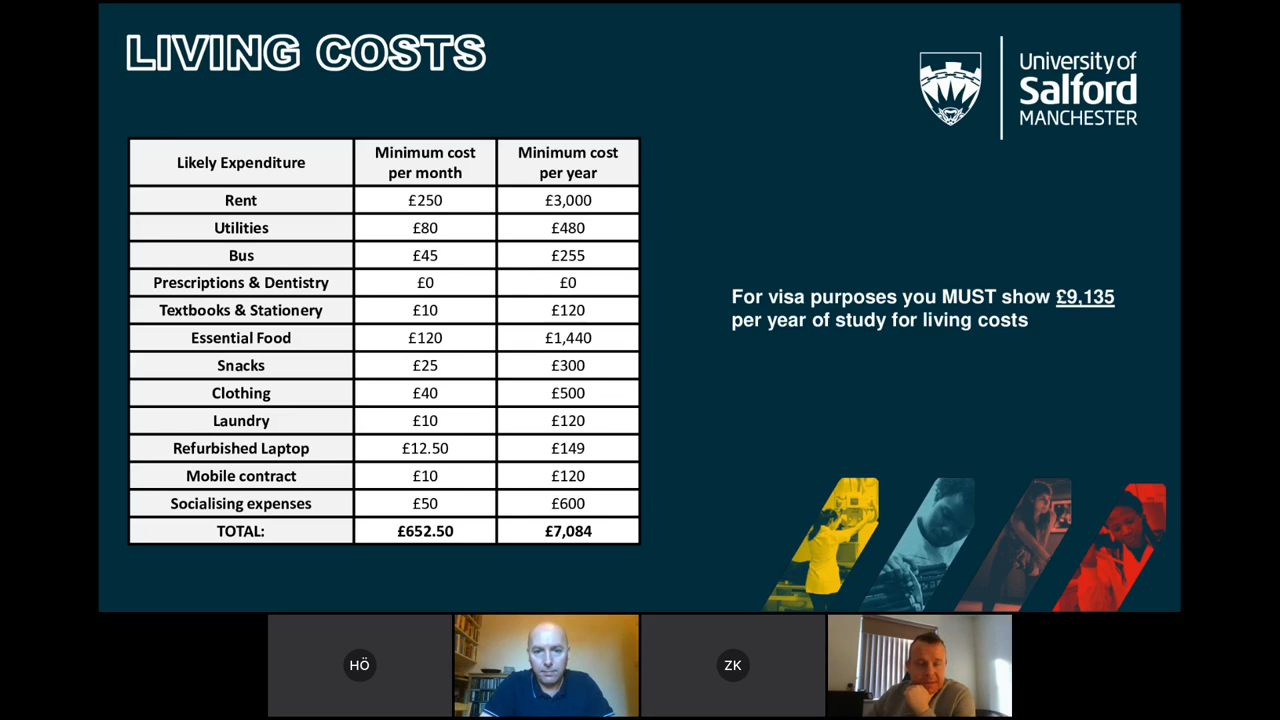 LIVING COSTS
University of
Salford
MANCHESTER
Likely Expenditure
Minimum cost
per month
Minimum cost
per year
Rent £250 £3,000
Utilities £80 £480
Bus £45 £255
Prescriptions & Dentistry £0 £0
Textbooks & Stationery £10 £120
Essential Food £120 £1,440
Snacks £25 £300
Clothing £40 £500
Laundry £10 £120
Refurbished Laptop £12.50 £149
Mobile contract £10 £120
Socialising expenses £50 £600
TOTAL: £652.50 £7,084
For visa purposes you MUST show £9,135
per year of study for living costs
HÖ
ZK